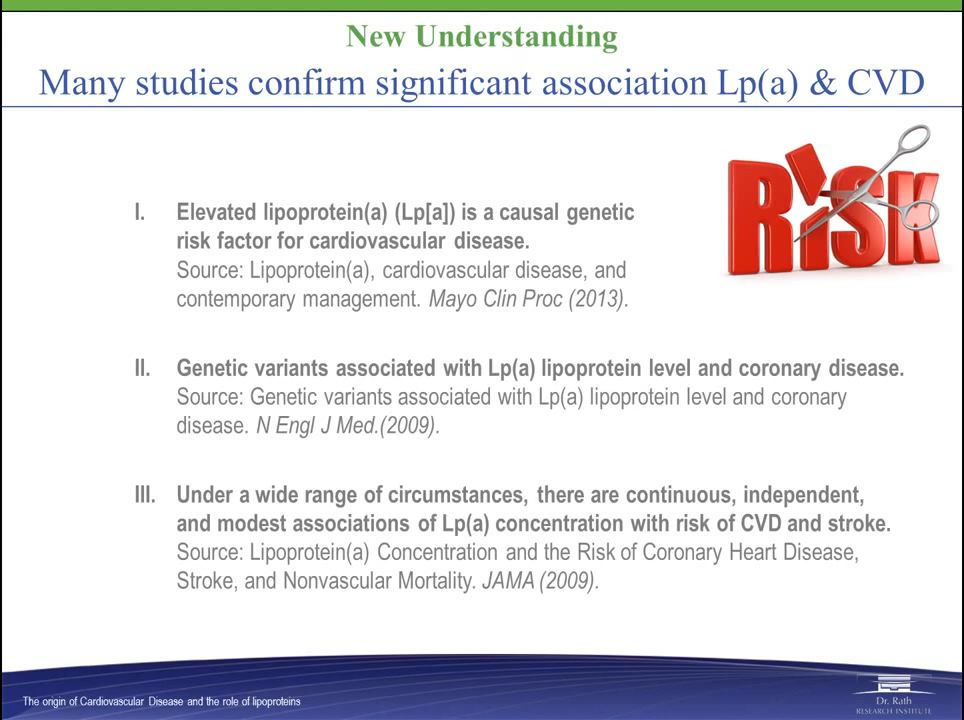 New Understanding
Many studies confirm significant association Lp(a) & CVD
RiSK
I. Elevated lipoprotein(a) (Lp[a]) is a causal genetic
risk factor for cardiovascular disease.
Source: Lipoprotein(a), cardiovascular disease, and
contemporary management. Mayo Clin Proc (2013).
II. Genetic variants associated with Lp(a) lipoprotein level and coronary disease.
Source: Genetic variants associated with Lp(a) lipoprotein level and coronary
disease. N Engl J Med.(2009).
III. Under a wide range of circumstances, there are continuous, independent,
and modest associations of Lp(a) concentration with risk of CVD and stroke.
Source: Lipoprotein(a) Concentration and the Risk of Coronary Heart Disease,
Stroke, and Nonvascular Mortality. JAMA (2009).
The origin of Cardiovascular Disease and the role of lipoproteins
Dr. Rath
RESEARCH INSTITUTE